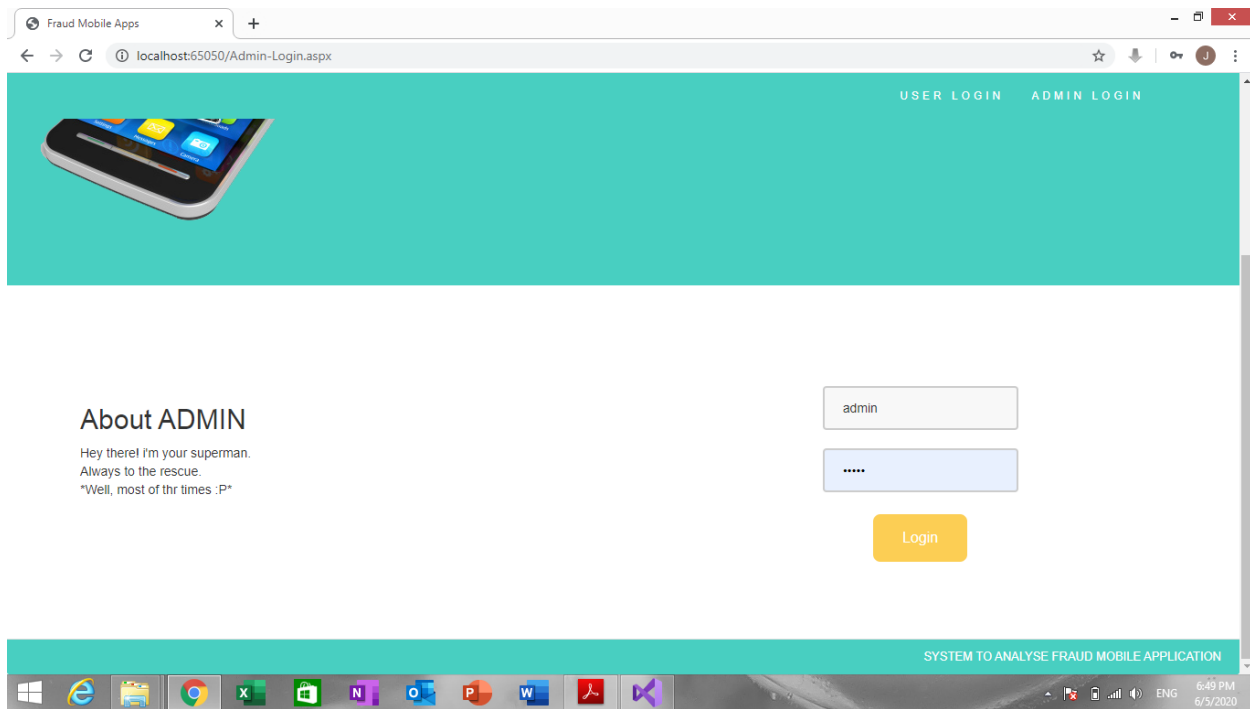 Fraud Mobile Apps
localhost:65050/Admin-Login.aspx
J
USER LOGIN ADMIN LOGIN
messages
camera
About ADMIN
Hey there! i'm your superman.
Always to the rescue.
*Well, most of thr times :P*
admin
•••••
Login
SYSTEM TO ANALYSE FRAUD MOBILE APPLICATION
ENG
6:49 PM
6/5/2020